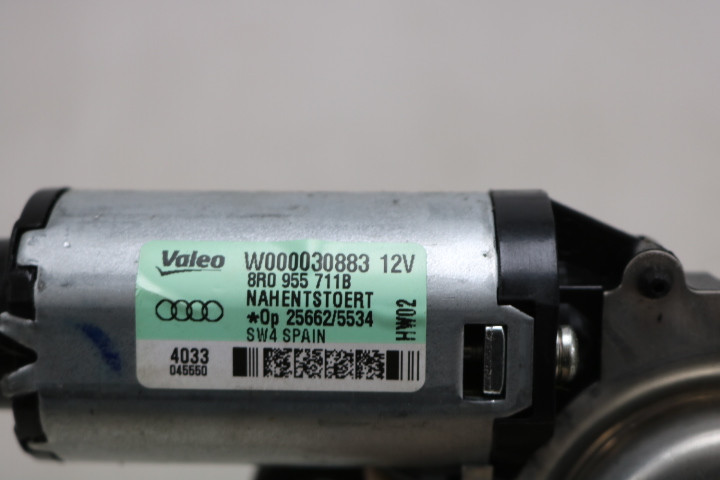 Valeo W000030883 12V
8R0 955 711B
NAHENTSTOERT
*Op 25662/5534
SW4 SPAIN
HW02
4033
045550